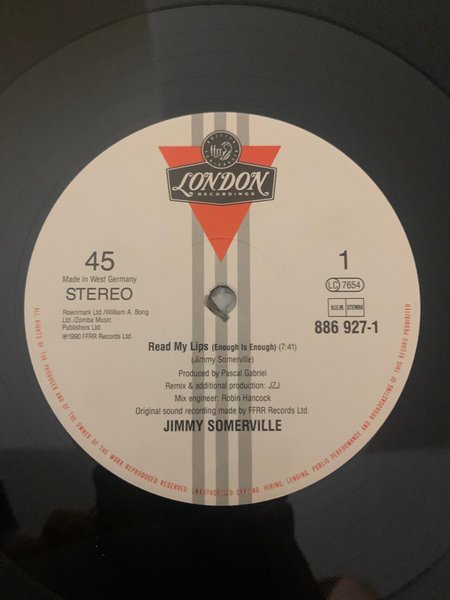 ffrr
LONDON
RECORDINGS
45
Made in West Germany
STEREO
Rownmark Ltd./William A. Bong
Ltd./Zomba Music
Publishers Ltd.
℗1990 FFRR Records Ltd.
1
LC 7654
B.I.E.M. STEMRA
886 927-1
Read My Lips (Enough Is Enough) (7:41)
(Jimmy Somerville)
Produced by Pascal Gabriel
Remix & additional production: JZJ
Mix engineer: Robin Hancock
Original sound recording made by FFRR Records Ltd.
JIMMY SOMERVILLE
ALL RIGHTS OF THE PRODUCER AND OF THE OWNER OF THE WORK REPRODUCED RESERVED. UNAUTHORISED COPYING, HIRING, LENDING, PUBLIC PERFORMANCE AND BROADCASTING OF THIS RECORD PROHIBITED.